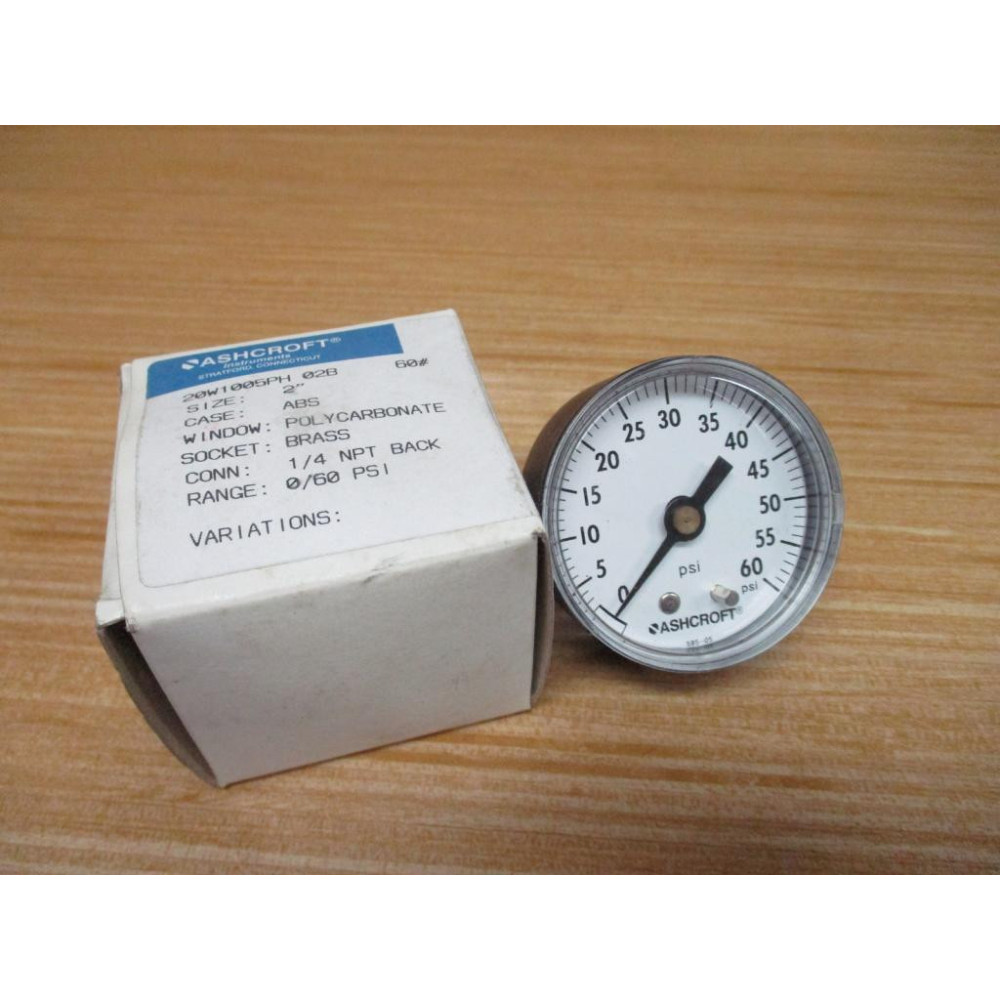 ASHCROFT®
Instruments
STRATFORD, CONNECTICUT
20W1005PH 02B 60#
SIZE: 2"
CASE: ABS
WINDOW: POLYCARBONATE
SOCKET: BRASS
CONN: 1/4 NPT BACK
RANGE: 0/60 PSI
VARIATIONS:
0
5
10
15
20
25
30
35
40
45
50
55
60
psi
psi
ASHCROFT®